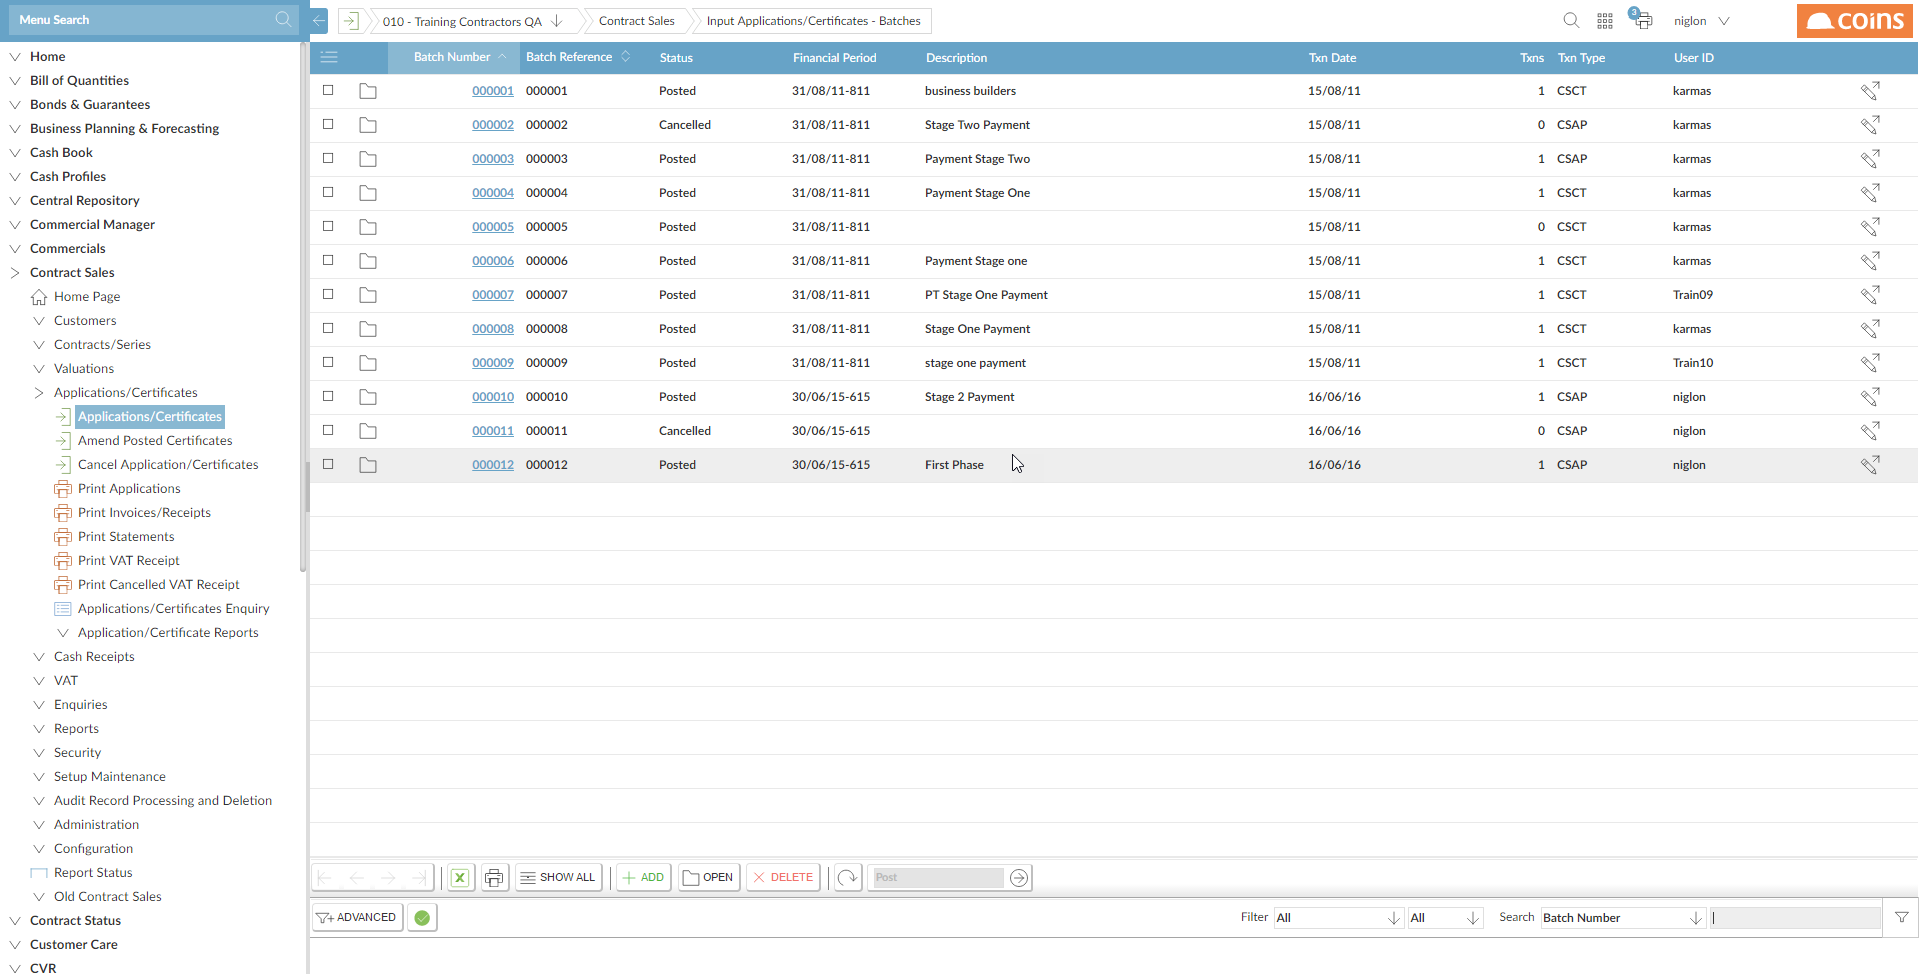 Menu Search
010 - Training Contractors QA
Contract Sales
Input Applications/Certificates - Batches
3
niglon
coins
Home
Bill of Quantities
Bonds & Guarantees
Business Planning & Forecasting
Cash Book
Cash Profiles
Central Repository
Commercial Manager
Commercials
Contract Sales
Home Page
Customers
Contracts/Series
Valuations
Applications/Certificates
Applications/Certificates
Amend Posted Certificates
Cancel Application/Certificates
Print Applications
Print Invoices/Receipts
Print Statements
Print VAT Receipt
Print Cancelled VAT Receipt
Applications/Certificates Enquiry
Application/Certificate Reports
Cash Receipts
VAT
Enquiries
Reports
Security
Setup Maintenance
Audit Record Processing and Deletion
Administration
Configuration
Report Status
Old Contract Sales
Contract Status
Customer Care
CVR
Batch Number Batch Reference Status Financial Period Description Txn Date Txns Txn Type User ID
000001 000001 Posted 31/08/11-811 business builders 15/08/11 1 CSCT karmas
000002 000002 Cancelled 31/08/11-811 Stage Two Payment 15/08/11 0 CSAP karmas
000003 000003 Posted 31/08/11-811 Payment Stage Two 15/08/11 1 CSAP karmas
000004 000004 Posted 31/08/11-811 Payment Stage One 15/08/11 1 CSCT karmas
000005 000005 Posted 31/08/11-811 15/08/11 0 CSCT karmas
000006 000006 Posted 31/08/11-811 Payment Stage one 15/08/11 1 CSCT karmas
000007 000007 Posted 31/08/11-811 PT Stage One Payment 15/08/11 1 CSCT Train09
000008 000008 Posted 31/08/11-811 Stage One Payment 15/08/11 1 CSCT karmas
000009 000009 Posted 31/08/11-811 stage one payment 15/08/11 1 CSCT Train10
000010 000010 Posted 30/06/15-615 Stage 2 Payment 16/06/16 1 CSAP niglon
000011 000011 Cancelled 30/06/15-615 16/06/16 0 CSAP niglon
000012 000012 Posted 30/06/15-615 First Phase 16/06/16 1 CSAP niglon
X SHOW ALL ADD OPEN DELETE Post
ADVANCED Filter All All Search Batch Number